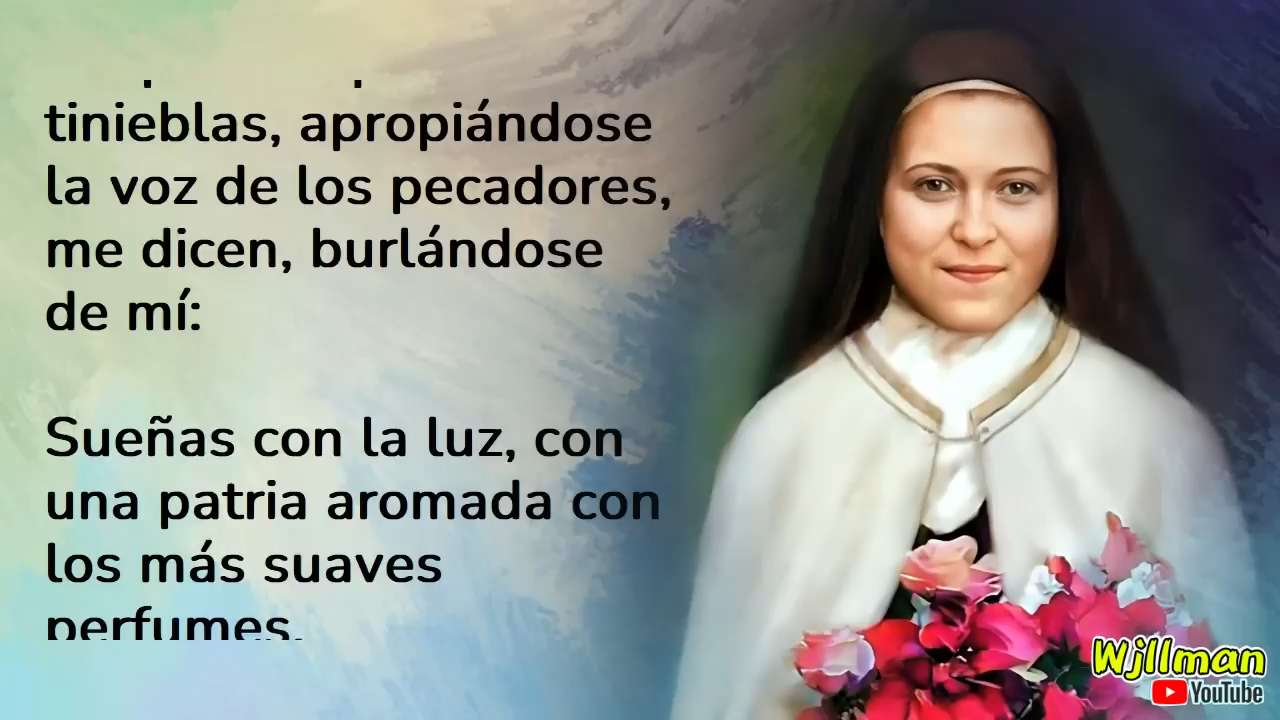 tinieblas, apropiándose
la voz de los pecadores,
me dicen, burlándose
de mí:
Sueñas con la luz, con
una patria aromada con
los más suaves
perfumes.
Wjllman
YouTube